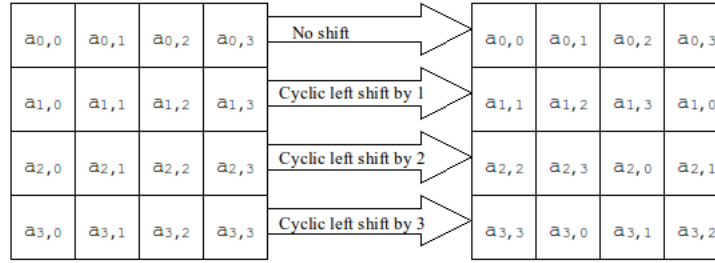 a0,0 a0,1 a0,2 a0,3 No shift a0,0 a0,1 a0,2 a0,3
a1,0 a1,1 a1,2 a1,3 Cyclic left shift by 1 a1,1 a1,2 a1,3 a1,0
a2,0 a2,1 a2,2 a2,3 Cyclic left shift by 2 a2,2 a2,3 a2,0 a2,1
a3,0 a3,1 a3,2 a3,3 Cyclic left shift by 3 a3,3 a3,0 a3,1 a3,2